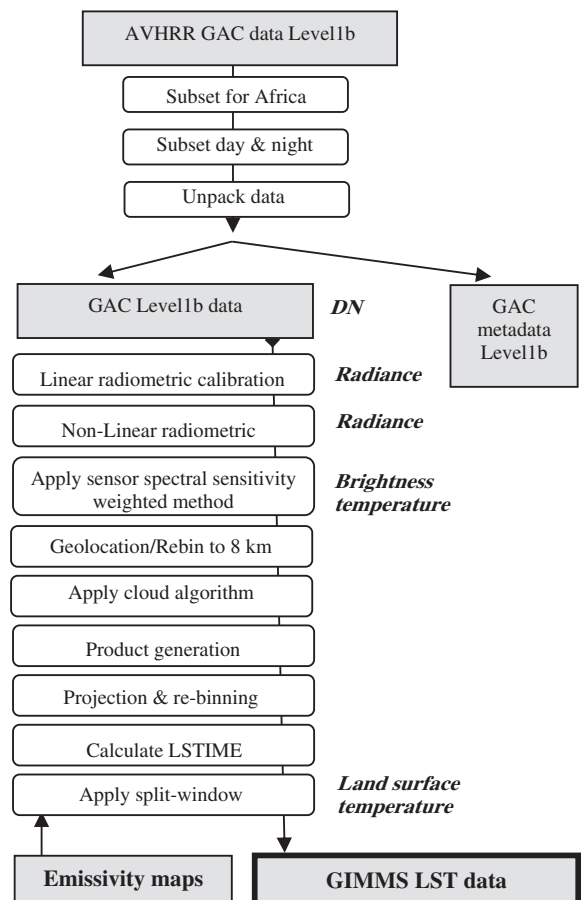 AVHRR GAC data Level1b
Subset for Africa
Subset day & night
Unpack data
GAC Level1b data
DN
GAC
metadata
Level1b
Linear radiometric calibration
Radiance
Non-Linear radiometric
Radiance
Apply sensor spectral sensitivity
weighted method
Brightness
temperature
Geolocation/Rebin to 8 km
Apply cloud algorithm
Product generation
Projection & re-binning
Calculate LSTIME
Apply split-window
Land surface
temperature
Emissivity maps
GIMMS LST data